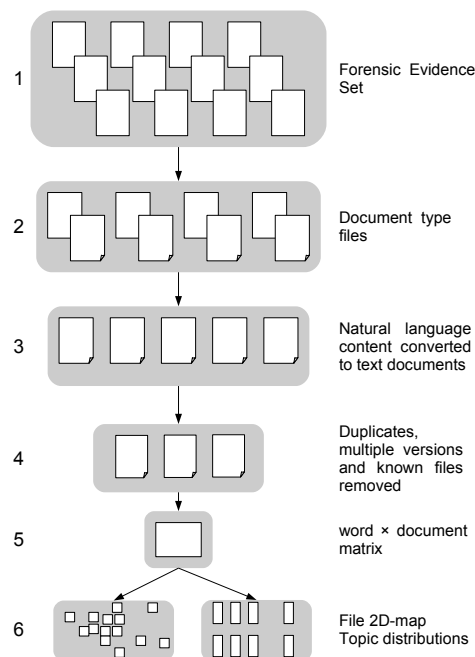 1
Forensic Evidence
Set
2
Document type
files
3
Natural language
content converted
to text documents
4
Duplicates,
multiple versions
and known files
removed
5
word × document
matrix
6
File 2D-map
Topic distributions